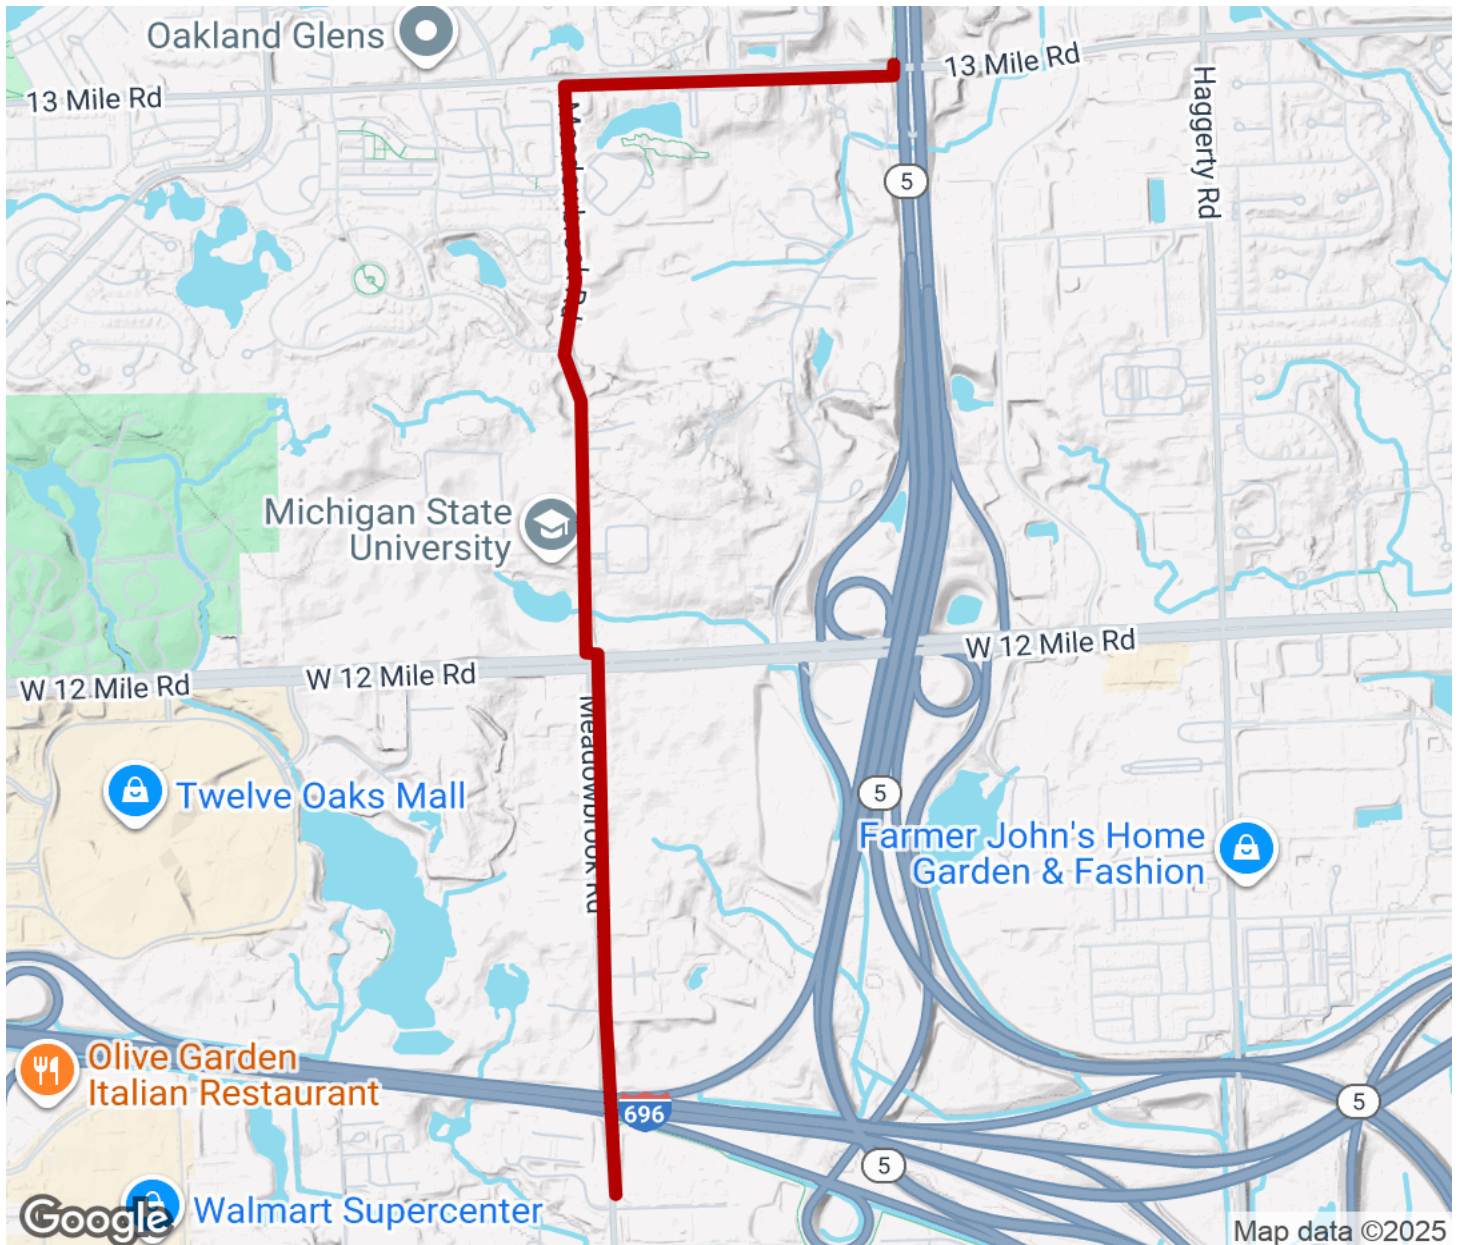 Oakland Glens
13 Mile Rd
13 Mile Rd
Haggerty Rd
Meadowbrook Rd
5
Michigan State
University
W 12 Mile Rd
W 12 Mile Rd
W 12 Mile Rd
Meadowbrook Rd
Twelve Oaks Mall
5
Farmer John's Home
Garden & Fashion
Olive Garden
Italian Restaurant
696
5
5
Walmart Supercenter
Google
Map data ©2025